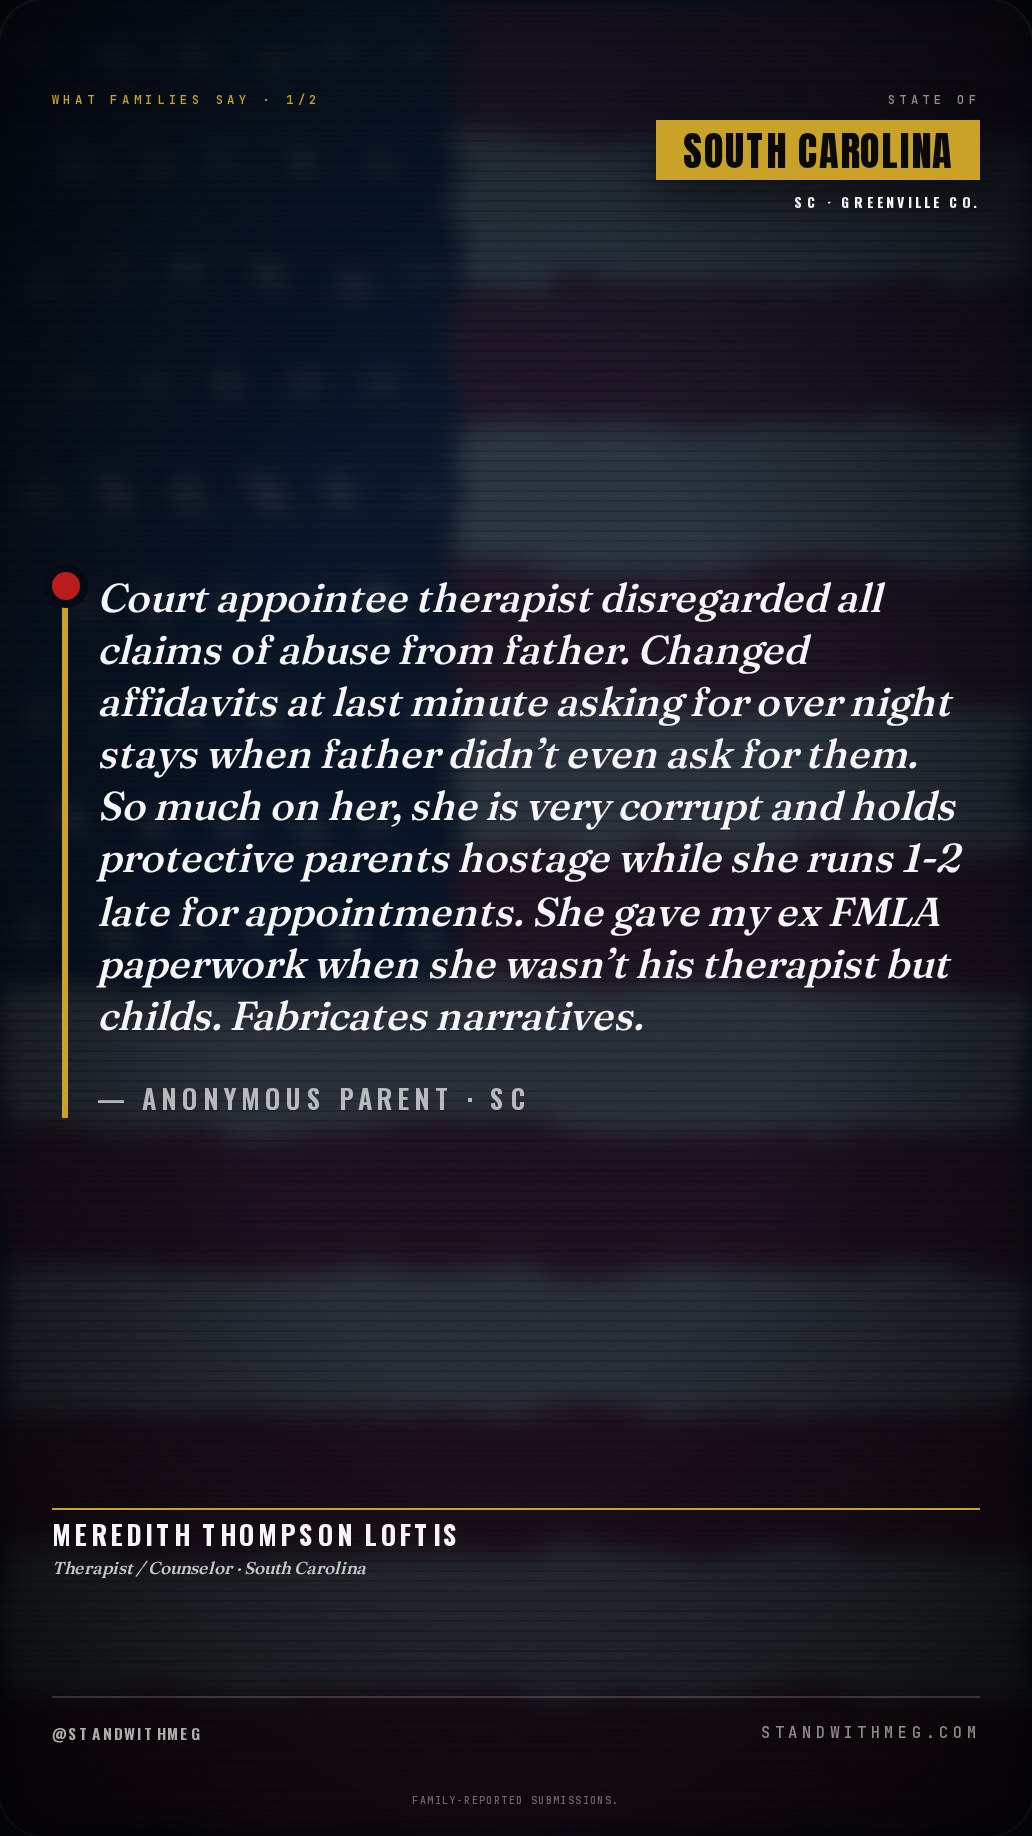 WHAT FAMILIES SAY · 1/2
STATE OF
SOUTH CAROLINA
SC · GREENVILLE CO.
Court appointee therapist disregarded all
claims of abuse from father. Changed
affidavits at last minute asking for over night
stays when father didn’t even ask for them.
So much on her, she is very corrupt and holds
protective parents hostage while she runs 1-2
late for appointments. She gave my ex FMLA
paperwork when she wasn’t his therapist but
childs. Fabricates narratives.
— ANONYMOUS PARENT · SC
MEREDITH THOMPSON LOFTIS
Therapist / Counselor · South Carolina
@STANDWITHMEG
STANDWITHMEG.COM
FAMILY-REPORTED SUBMISSIONS.